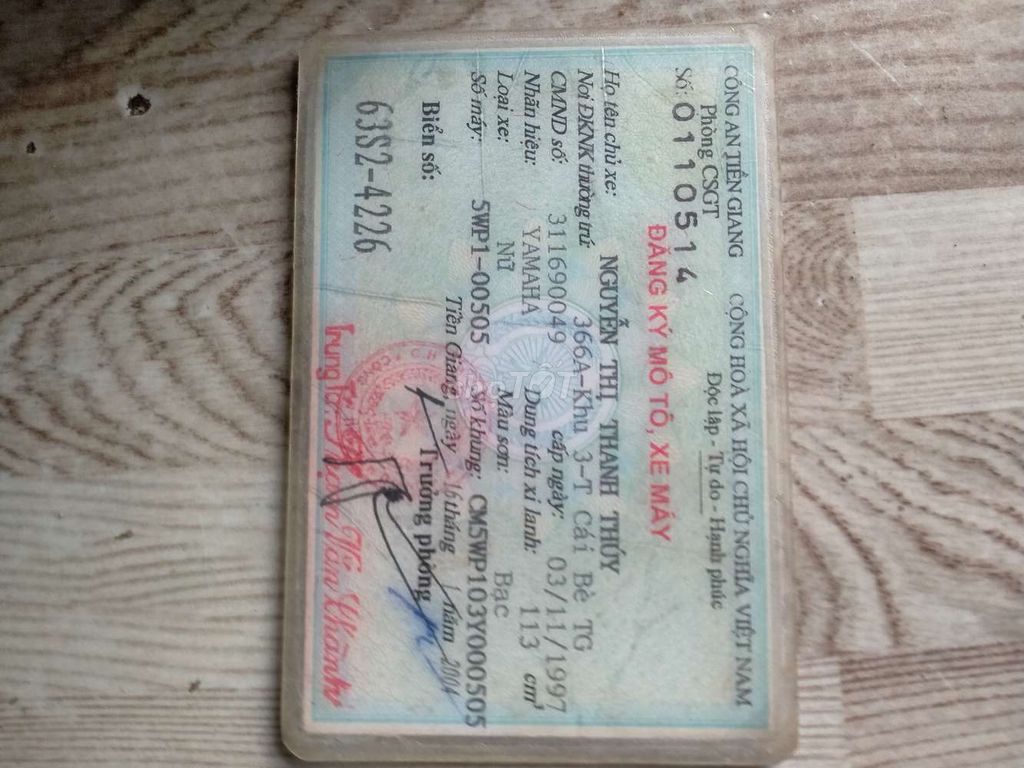 CÔNG AN TIỀN GIANG CỘNG HOÀ XÃ HỘI CHỦ NGHĨA VIỆT NAM
Phòng CSGT Độc lập - Tự do - Hạnh phúc
Số: 0110514
ĐĂNG KÝ MÔ TÔ, XE MÁY
Họ tên chủ xe: NGUYỄN THỊ THANH THÚY
Nơi ĐKNK thường trú: 366A-Khu 3-T Cái Bè TG
CMND số: 311690049 cấp ngày: 03/11/1997
Nhãn hiệu: YAMAHA Dung tích xi lanh: 113 cm³
Loại xe: Nữ Màu sơn: Bạc
Số máy: 5WP1-00505 Số khung: CM5WP103Y000505
Tiền Giang, ngày 16 tháng 1 năm 2004
Biển số: Trưởng phòng
63S2-4226
Trung Tá
TỐT